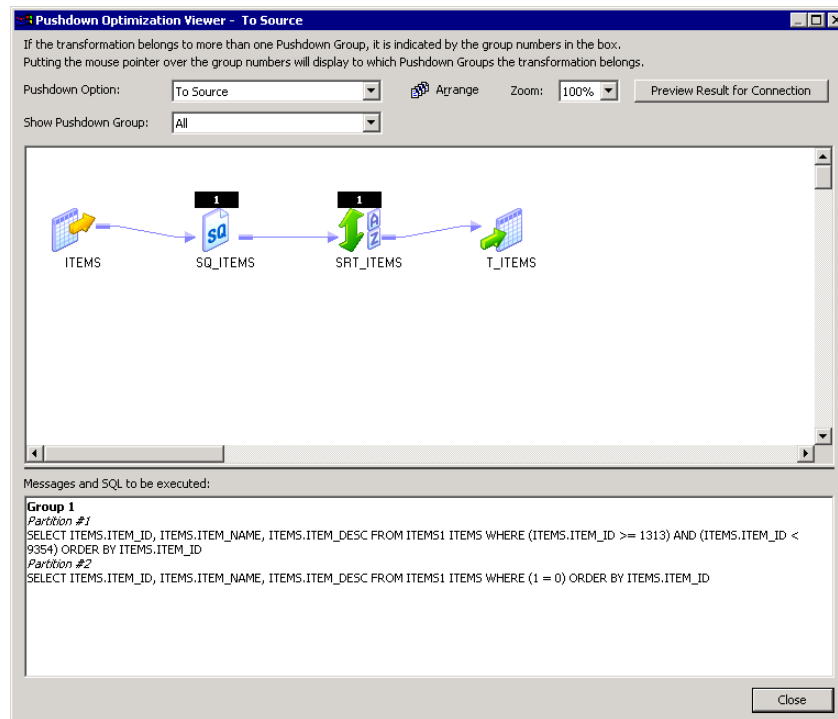 Pushdown Optimization Viewer - To Source
If the transformation belongs to more than one Pushdown Group, it is indicated by the group numbers in the box.
Putting the mouse pointer over the group numbers will display to which Pushdown Groups the transformation belongs.
Pushdown Option: To Source Arrange Zoom: 100% Preview Result for Connection
Show Pushdown Group: All
1 1
SQ A Z
ITEMS SQ_ITEMS SRT_ITEMS T_ITEMS
Messages and SQL to be executed:
Group 1
Partition #1
SELECT ITEMS.ITEM_ID, ITEMS.ITEM_NAME, ITEMS.ITEM_DESC FROM ITEMS1 ITEMS WHERE (ITEMS.ITEM_ID >= 1313) AND (ITEMS.ITEM_ID <
9354) ORDER BY ITEMS.ITEM_ID
Partition #2
SELECT ITEMS.ITEM_ID, ITEMS.ITEM_NAME, ITEMS.ITEM_DESC FROM ITEMS1 ITEMS WHERE (1 = 0) ORDER BY ITEMS.ITEM_ID
Close